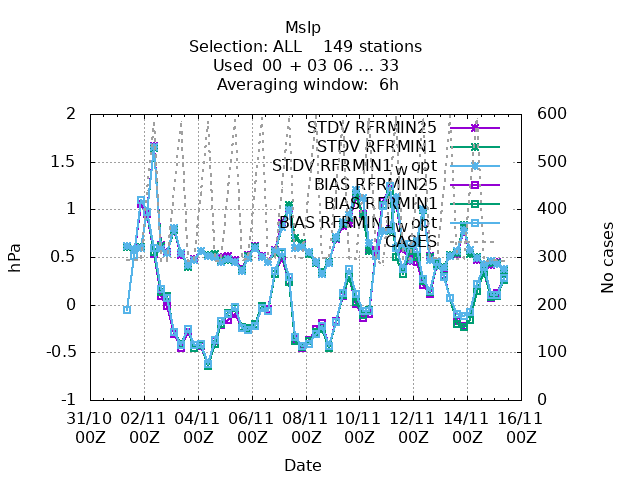 Mslp
Selection: ALL    149 stations
Used  00 + 03 06 ... 33
Averaging window:  6h
2
1.5
1
0.5
0
-0.5
-1
hPa
600
500
400
300
200
100
0
No cases
STDV RFRMIN25
STDV RFRMIN1
STDV RFRMIN1w opt
BIAS RFRMIN25
BIAS RFRMIN1
BIAS RFRMIN1w opt
CASES
31/10 02/11 04/11 06/11 08/11 10/11 12/11 14/11 16/11
00Z 00Z 00Z 00Z 00Z 00Z 00Z 00Z 00Z
Date